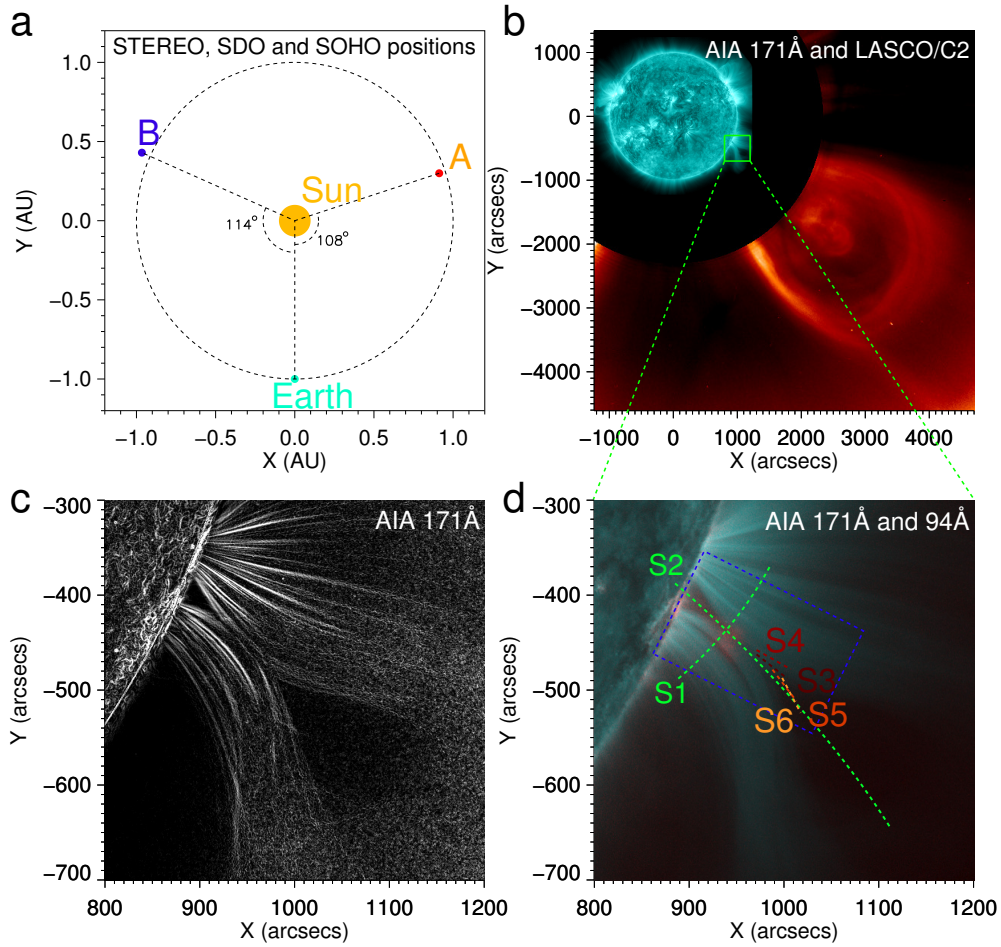 a
STEREO, SDO and SOHO positions
B
A
Sun
114°
108°
Earth
1.0
0.5
0.0
−0.5
−1.0
Y (AU)
−1.0 −0.5 0.0 0.5 1.0
X (AU)
b
AIA 171Å and LASCO/C2
1000
0
−1000
−2000
−3000
−4000
Y (arcsecs)
−1000 0 1000 2000 3000 4000
X (arcsecs)
c
AIA 171Å
−300
−400
−500
−600
−700
Y (arcsecs)
800 900 1000 1100 1200
X (arcsecs)
d
AIA 171Å and 94Å
S2
S4
S3
S1
S6
S5
−300
−400
−500
−600
−700
Y (arcsecs)
800 900 1000 1100 1200
X (arcsecs)